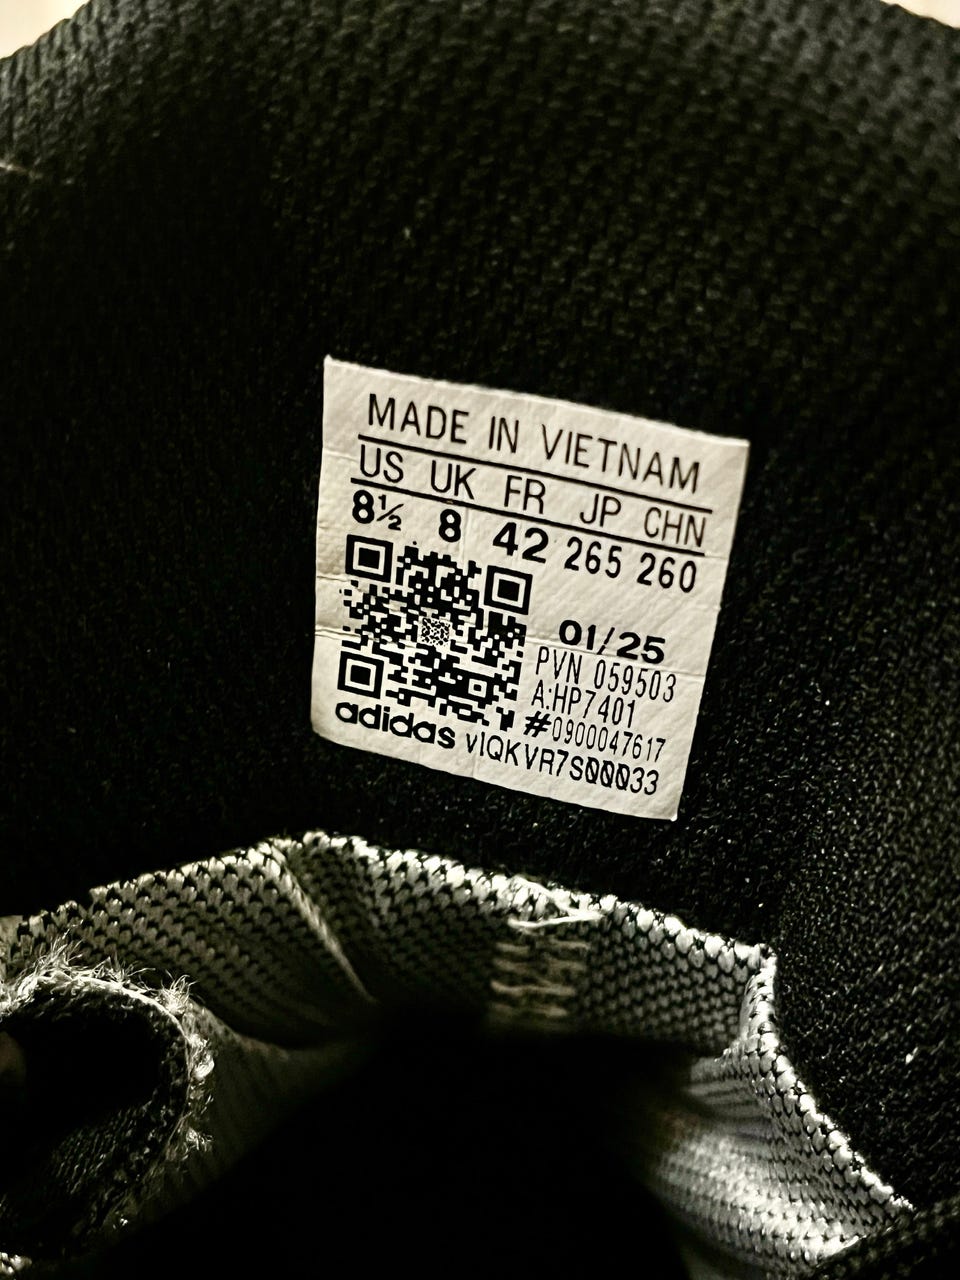 MADE IN VIETNAM
US UK FR JP CHN
8½ 8 42 265 260
01/25
PVN 059503
A:HP7401
#0900047617
adidas vIQKVR7S00033